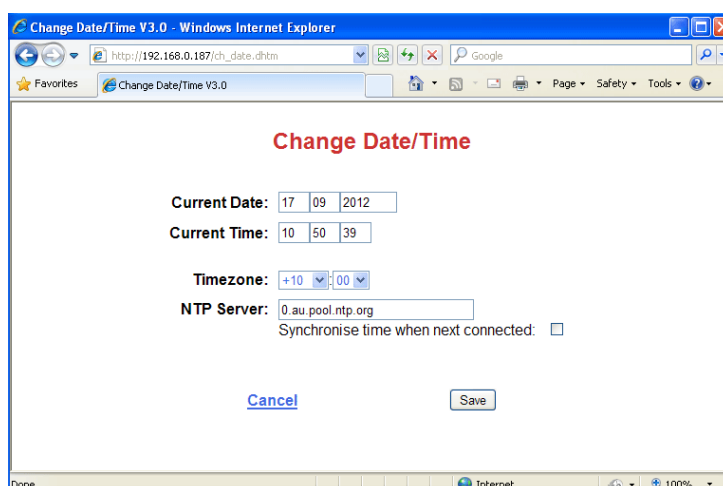 Change Date/Time V3.0 - Windows Internet Explorer
http://192.168.0.187/ch_date.dhtm Google
Favorites Change Date/Time V3.0 Page Safety Tools
Change Date/Time
Current Date: 17 09 2012
Current Time: 10 50 39
Timezone: +10 : 00
NTP Server: 0.au.pool.ntp.org
Synchronise time when next connected:
Cancel Save
Done Internet 100%